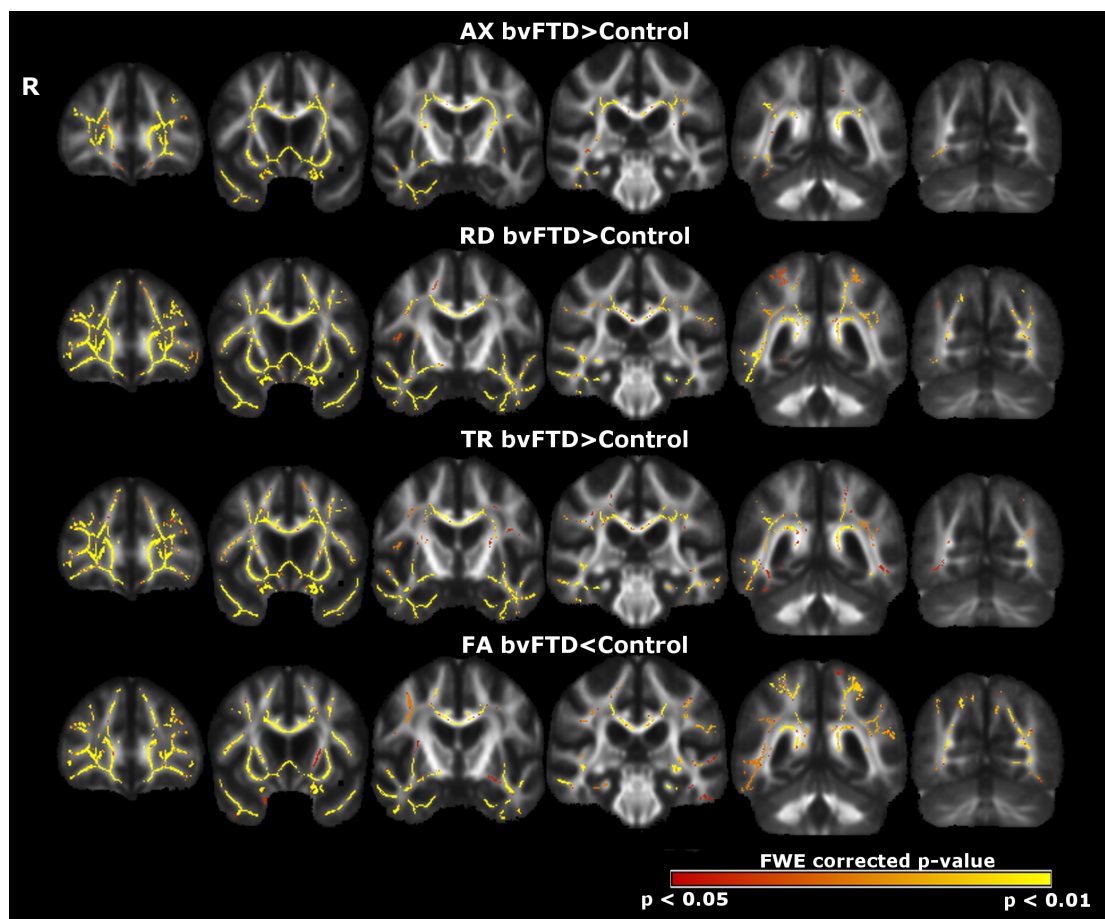 AX bvFTD>Control
R
RD bvFTD>Control
TR bvFTD>Control
FA bvFTD<Control
FWE corrected p-value
p < 0.05 p < 0.01